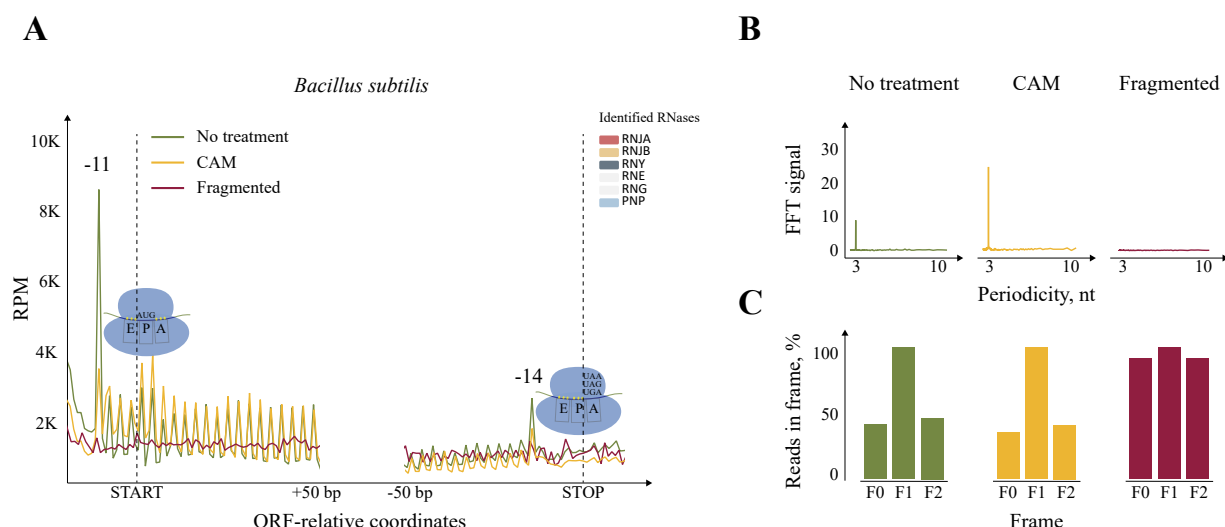 A
Bacillus subtilis
10K
8K
6K
4K
2K
RPM
-11
No treatment
CAM
Fragmented
Identified RNases
RNJA
RNJB
RNY
RNE
RNG
PNP
AUG
E P A
-14
UAA
UAG
UGA
E P A
START
+50 bp
-50 bp
STOP
ORF-relative coordinates
B
No treatment
CAM
Fragmented
FFT signal
30
20
10
0
3 10
3 10
3 10
Periodicity, nt
C
Reads in frame, %
100
50
0
F0 F1 F2
F0 F1 F2
F0 F1 F2
Frame